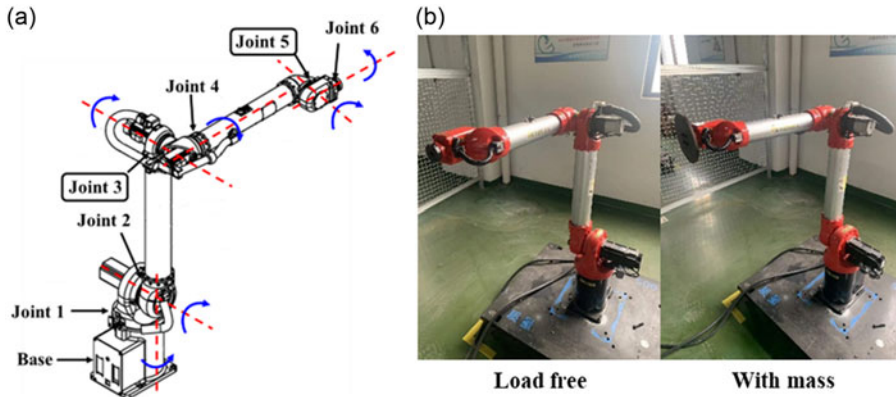 (a)
Joint 5
Joint 6
Joint 4
Joint 3
Joint 2
Joint 1
Base
(b)
Load free
With mass